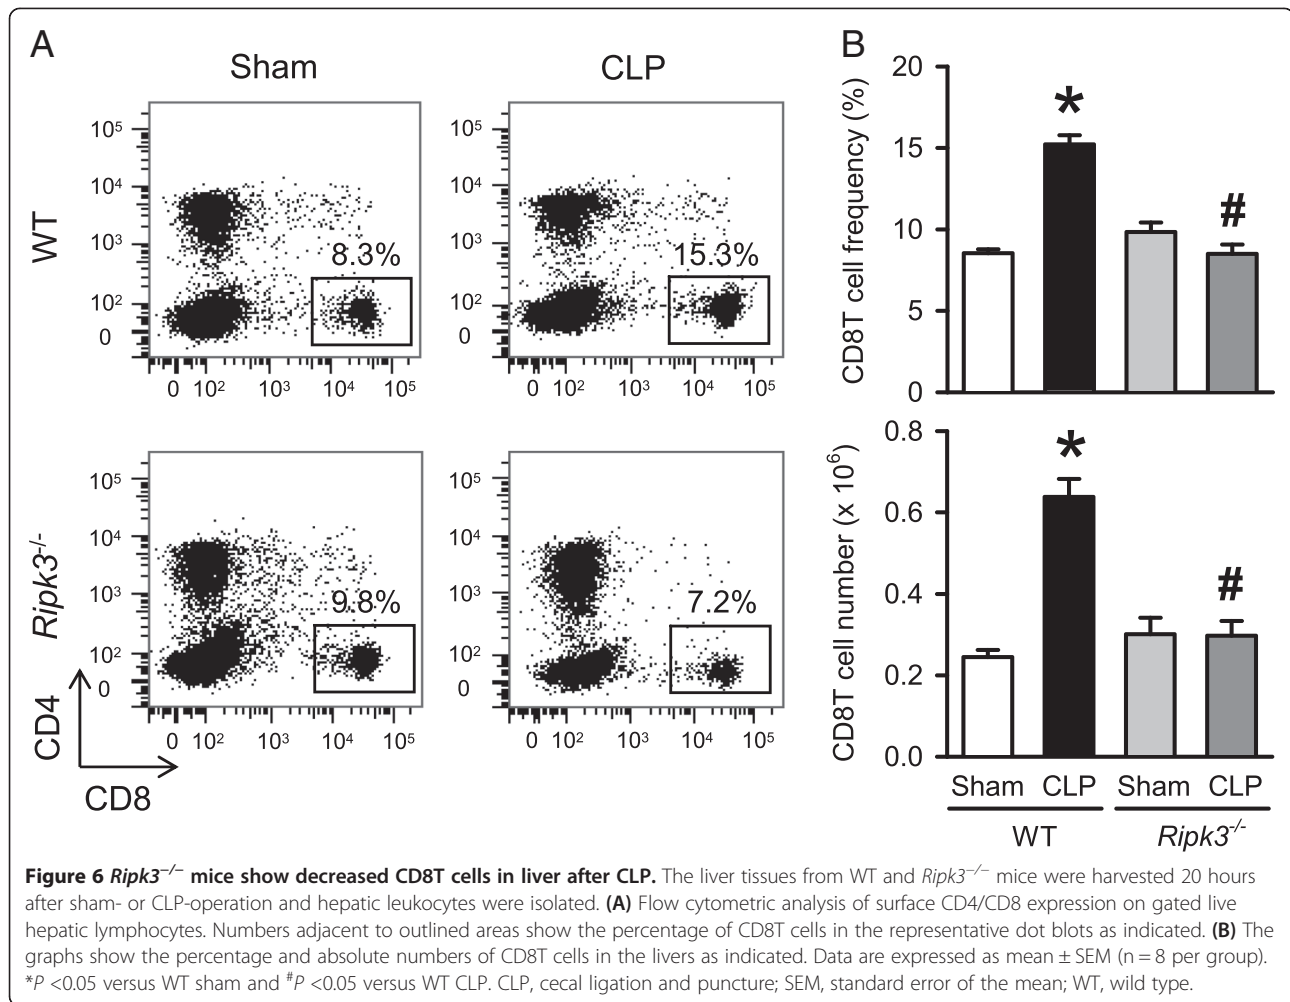 A
B
Sham
CLP
WT
10⁵
10⁴
10³
10²
0
8.3%
0 10² 10³ 10⁴ 10⁵
10⁵
10⁴
10³
10²
0
15.3%
0 10² 10³ 10⁴ 10⁵
Ripk3⁻/⁻
10⁵
10⁴
10³
10²
0
9.8%
0 10² 10³ 10⁴ 10⁵
10⁵
10⁴
10³
10²
0
7.2%
0 10² 10³ 10⁴ 10⁵
CD4
CD8
CD8T cell frequency (%)
20
15
10
5
0
*
#
CD8T cell number (x 10⁶)
0.8
0.6
0.4
0.2
0.0
*
#
Sham CLP Sham CLP
WT Ripk3⁻/⁻
Figure 6 Ripk3⁻/⁻ mice show decreased CD8T cells in liver after CLP. The liver tissues from WT and Ripk3⁻/⁻ mice were harvested 20 hours
after sham- or CLP-operation and hepatic leukocytes were isolated. (A) Flow cytometric analysis of surface CD4/CD8 expression on gated live
hepatic lymphocytes. Numbers adjacent to outlined areas show the percentage of CD8T cells in the representative dot blots as indicated. (B) The
graphs show the percentage and absolute numbers of CD8T cells in the livers as indicated. Data are expressed as mean ± SEM (n = 8 per group).
*P <0.05 versus WT sham and #P <0.05 versus WT CLP. CLP, cecal ligation and puncture; SEM, standard error of the mean; WT, wild type.